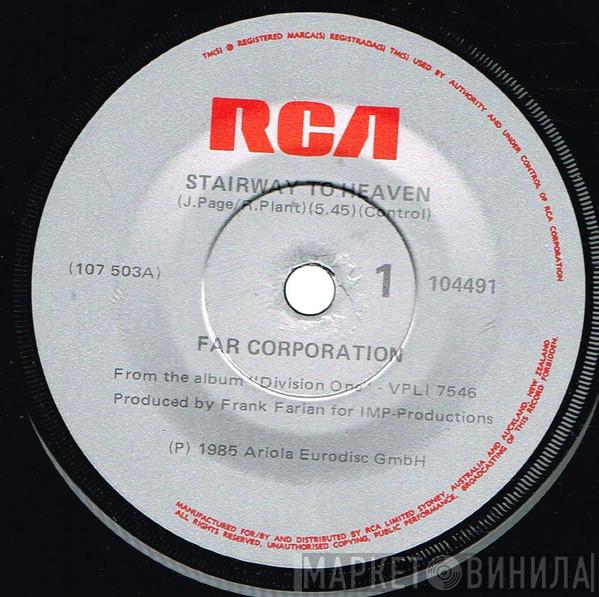 TM(S) ® REGISTERED MARCA(S) REGISTRADA(S) TM(S) USED BY AUTHORITY AND UNDER CONTROL OF RCA CORPORATION
RCA
STAIRWAY TO HEAVEN
(J.Page/R.Plant)(5.45)(Control)
(107 503A)
1
104491
FAR CORPORATION
From the album "Division One" - VPLI 7546
Produced by Frank Farian for IMP-Productions
(P) 1985 Ariola Eurodisc GmbH
MANUFACTURED FOR/BY AND DISTRIBUTED BY RCA LIMITED SYDNEY, AUSTRALIA AND AUCKLAND, NEW ZEALAND
ALL RIGHTS RESERVED, UNAUTHORISED COPYING, PUBLIC PERFORMANCE, BROADCASTING OF THIS RECORD FORBIDDEN.
МАРКЕТ ВИНИЛА